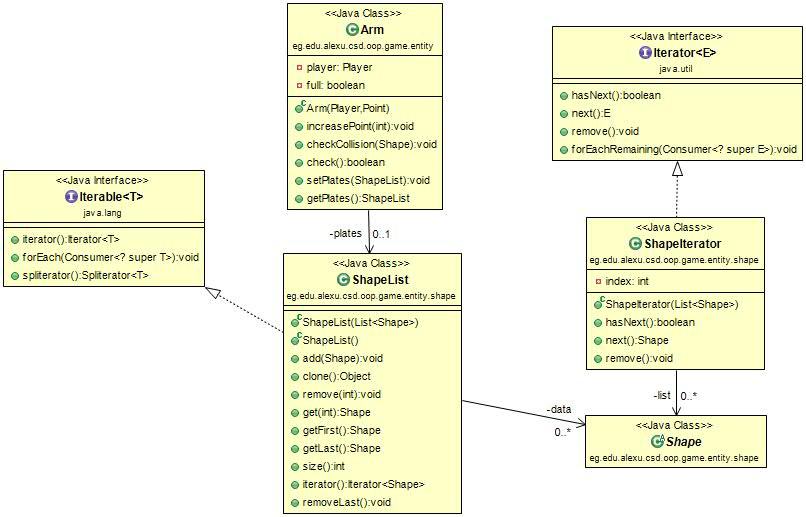 <<Java Class>>
Arm
eg.edu.alexu.csd.oop.game.entity
player: Player
full: boolean
Arm(Player,Point)
increasePoint(int):void
checkCollision(Shape):void
check():boolean
setPlates(ShapeList):void
getPlates():ShapeList
<<Java Interface>>
Iterator<E>
java.util
hasNext():boolean
next():E
remove():void
forEachRemaining(Consumer<? super E>):void
<<Java Interface>>
Iterable<T>
java.lang
iterator():Iterator<T>
forEach(Consumer<? super T>):void
spliterator():Spliterator<T>
-plates 0..1
<<Java Class>>
ShapeList
eg.edu.alexu.csd.oop.game.entity.shape
ShapeList(List<Shape>)
ShapeList()
add(Shape):void
clone():Object
remove(int):void
get(int):Shape
getFirst():Shape
getLast():Shape
size():int
iterator():Iterator<Shape>
removeLast():void
<<Java Class>>
ShapeIterator
eg.edu.alexu.csd.oop.game.entity.shape
index: int
ShapeIterator(List<Shape>)
hasNext():boolean
next():Shape
remove():void
-list 0..*
-data
0..*
<<Java Class>>
Shape
eg.edu.alexu.csd.oop.game.entity.shape